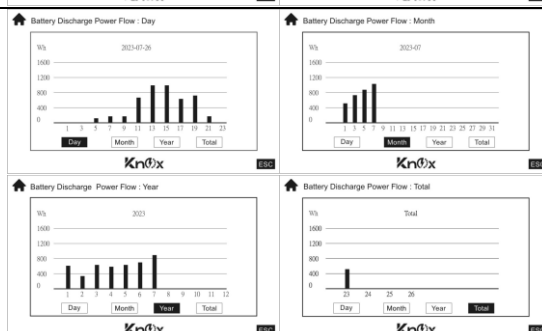 Battery Discharge Power Flow : Day
Wh
2023-07-26
1600
1200
800
400
0
1 3 5 7 9 11 13 15 17 19 21 23
Day Month Year Total
Knox
ESC
Battery Discharge Power Flow : Month
Wh
2023-07
1600
1200
800
400
0
1 3 5 7 9 11 13 15 17 19 21 23 25 27 29 31
Day Month Year Total
Knox
ESC
Battery Discharge Power Flow : Year
Wh
2023
1600
1200
800
400
0
1 2 3 4 5 6 7 8 9 10 11 12
Day Month Year Total
Knox
ESC
Battery Discharge Power Flow : Total
Wh
Total
1600
1200
800
400
0
23 24 25 26
Day Month Year Total
Knox
ESC